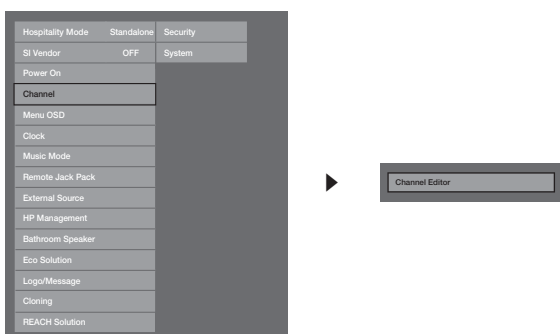 Hospitality Mode Standalone Security
SI Vendor OFF System
Power On
Channel
Menu OSD
Clock
Music Mode
Remote Jack Pack
External Source
HP Management
Bathroom Speaker
Eco Solution
Logo/Message
Cloning
REACH Solution
Channel Editor